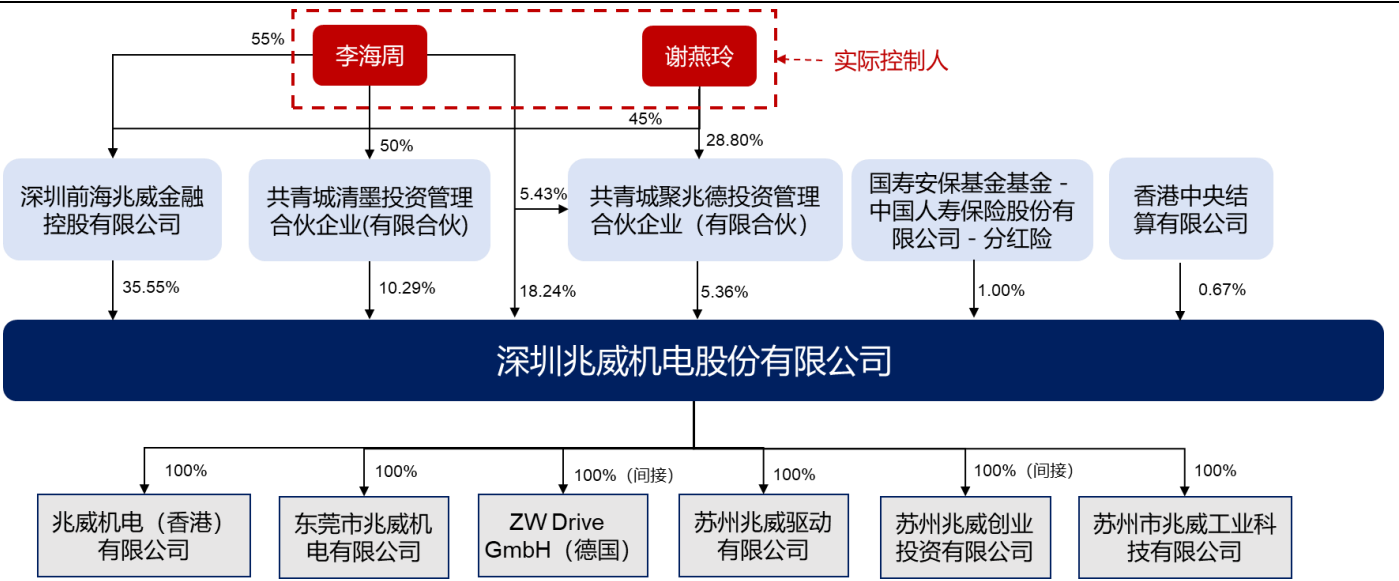 55%
李海周
谢燕玲
实际控制人
45%
50%
28.80%
深圳前海兆威金融
控股有限公司
共青城清墨投资管理
合伙企业(有限合伙)
5.43%
共青城聚兆德投资管理
合伙企业（有限合伙）
国寿安保基金基金－
中国人寿保险股份有
限公司－分红险
香港中央结
算有限公司
35.55%
10.29%
18.24%
5.36%
1.00%
0.67%
深圳兆威机电股份有限公司
100%
100%
100%（间接）
100%
100%（间接）
100%
兆威机电（香港）
有限公司
东莞市兆威机
电有限公司
ZW Drive
GmbH（德国）
苏州兆威驱动
有限公司
苏州兆威创业
投资有限公司
苏州市兆威工业科
技有限公司